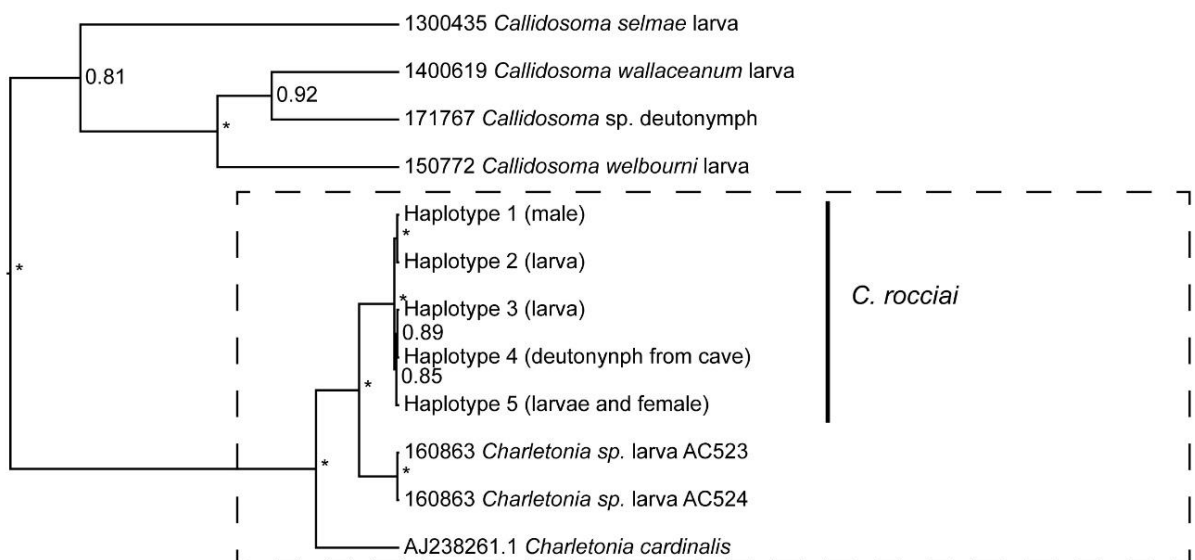 1300435 Callidosoma selmae larva
0.81
1400619 Callidosoma wallaceanum larva
0.92
171767 Callidosoma sp. deutonymph
*
150772 Callidosoma welbourni larva
Haplotype 1 (male)
*
Haplotype 2 (larva)
*
*
Haplotype 3 (larva)
C. rocciai
0.89
Haplotype 4 (deutonynph from cave)
0.85
*
Haplotype 5 (larvae and female)
160863 Charletonia sp. larva AC523
*
*
160863 Charletonia sp. larva AC524
AJ238261.1 Charletonia cardinalis